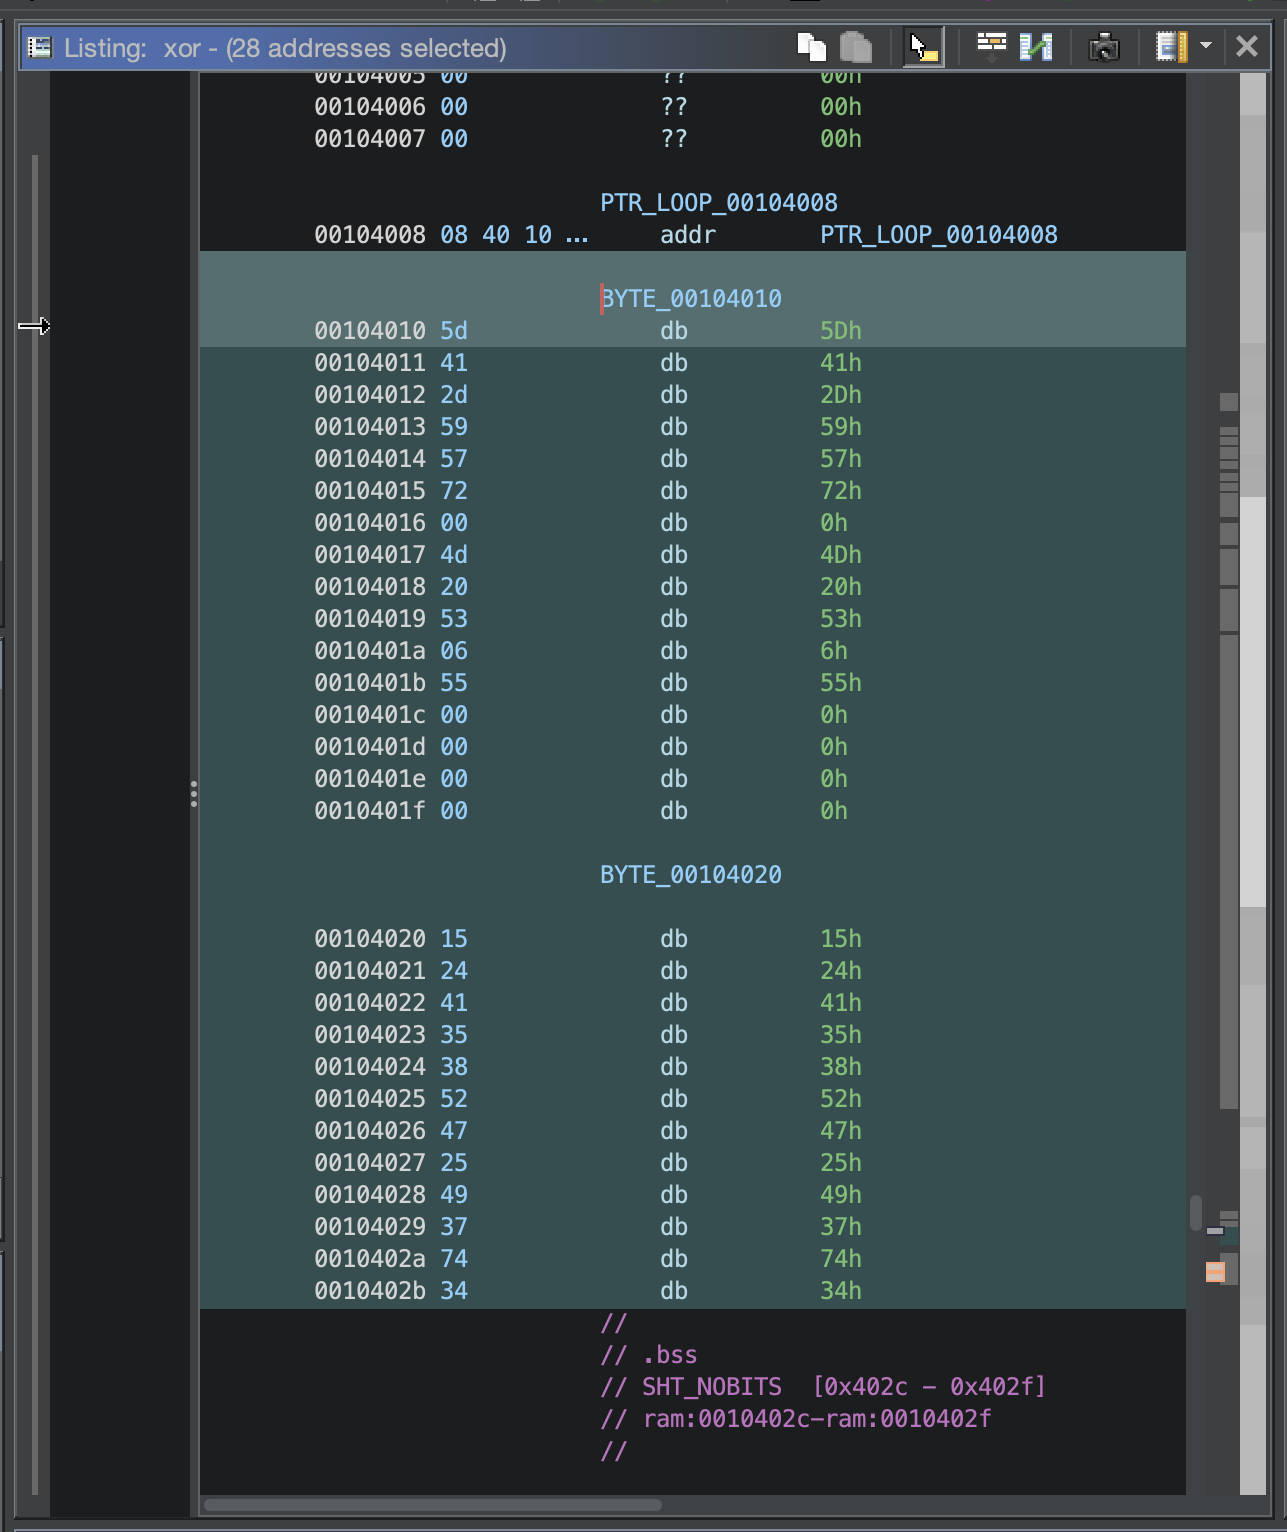 Listing:  xor - (28 addresses selected)
00104005 00 ?? 00h
00104006 00 ?? 00h
00104007 00 ?? 00h
PTR_LOOP_00104008
00104008 08 40 10 ... addr PTR_LOOP_00104008
BYTE_00104010
00104010 5d db 5Dh
00104011 41 db 41h
00104012 2d db 2Dh
00104013 59 db 59h
00104014 57 db 57h
00104015 72 db 72h
00104016 00 db 0h
00104017 4d db 4Dh
00104018 20 db 20h
00104019 53 db 53h
0010401a 06 db 6h
0010401b 55 db 55h
0010401c 00 db 0h
0010401d 00 db 0h
0010401e 00 db 0h
0010401f 00 db 0h
BYTE_00104020
00104020 15 db 15h
00104021 24 db 24h
00104022 41 db 41h
00104023 35 db 35h
00104024 38 db 38h
00104025 52 db 52h
00104026 47 db 47h
00104027 25 db 25h
00104028 49 db 49h
00104029 37 db 37h
0010402a 74 db 74h
0010402b 34 db 34h
//
// .bss
// SHT_NOBITS  [0x402c - 0x402f]
// ram:0010402c-ram:0010402f
//